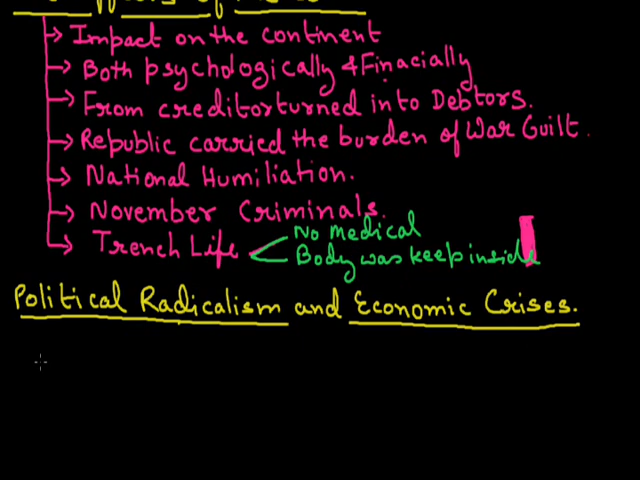 Impact on the continent
Both psychologically & Finacially
From creditor turned into Debtors.
Republic carried the burden of War Guilt.
National Humiliation.
November Criminals.
Trench Life
No medical
Body was keep inside
Political Radicalism and Economic Crises.